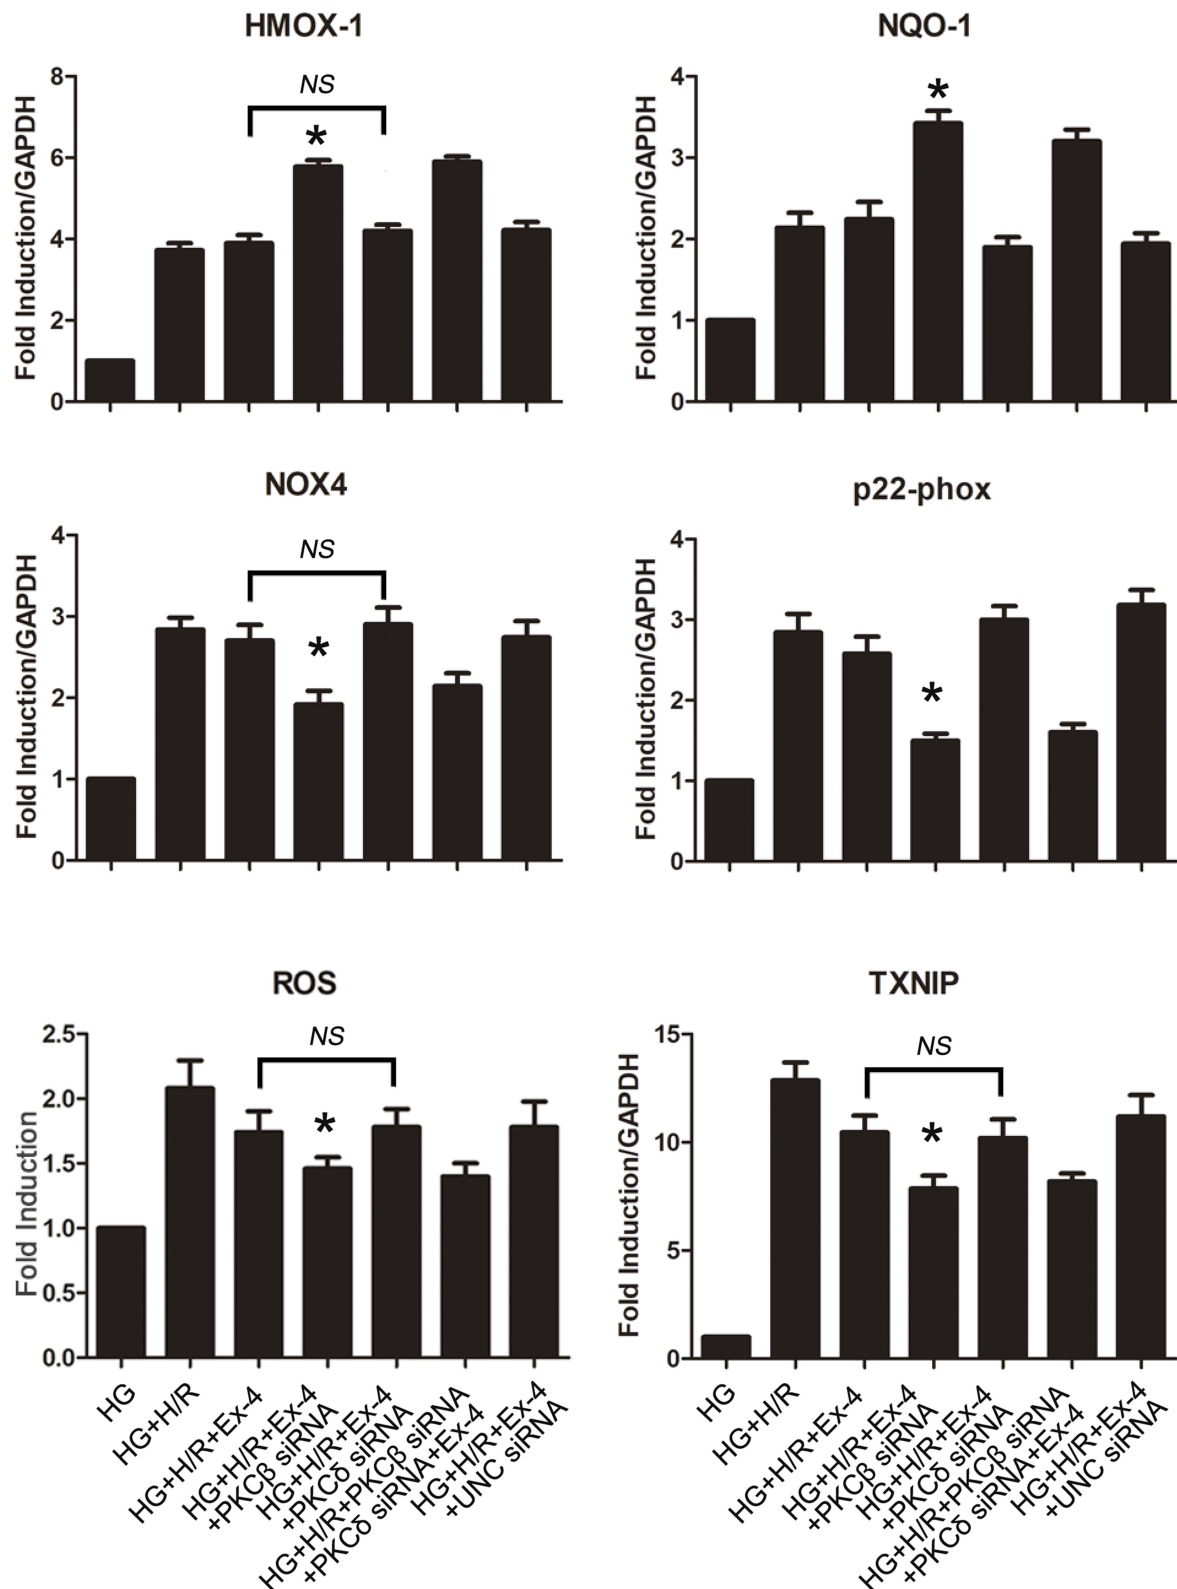 HMOX-1
Fold Induction/GAPDH
8
6
4
2
0
NS
*
NQO-1
Fold Induction/GAPDH
4
3
2
1
0
*
NOX4
Fold Induction/GAPDH
4
3
2
1
0
NS
*
p22-phox
Fold Induction/GAPDH
4
3
2
1
0
*
ROS
Fold Induction
2.5
2.0
1.5
1.0
0.5
0.0
NS
*
HG
HG+H/R
HG+H/R+Ex-4
HG+H/R+Ex-4
+PKCβ siRNA
HG+H/R+Ex-4
+PKCδ siRNA
HG+H/R+PKCβ siRNA
+PKCδ siRNA+Ex-4
HG+H/R+Ex-4
+UNC siRNA
TXNIP
Fold Induction/GAPDH
15
10
5
0
NS
*
HG
HG+H/R
HG+H/R+Ex-4
HG+H/R+Ex-4
+PKCβ siRNA
HG+H/R+Ex-4
+PKCδ siRNA
HG+H/R+PKCβ siRNA
+PKCδ siRNA+Ex-4
HG+H/R+Ex-4
+UNC siRNA